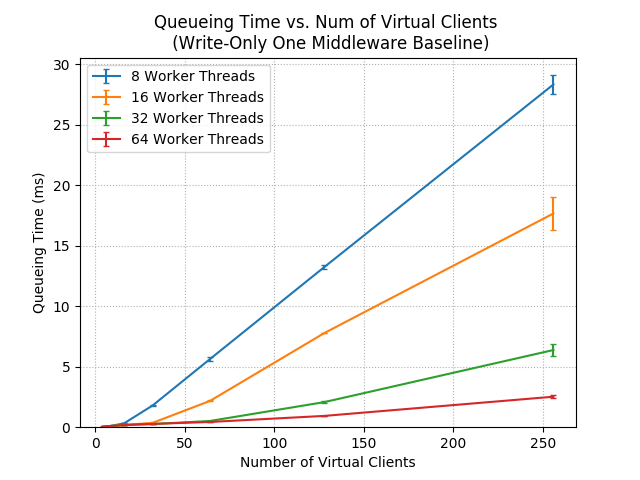 Queueing Time vs. Num of Virtual Clients
(Write-Only One Middleware Baseline)
8 Worker Threads
16 Worker Threads
32 Worker Threads
64 Worker Threads
Queueing Time (ms)
30
25
20
15
10
5
0
0 50 100 150 200 250
Number of Virtual Clients